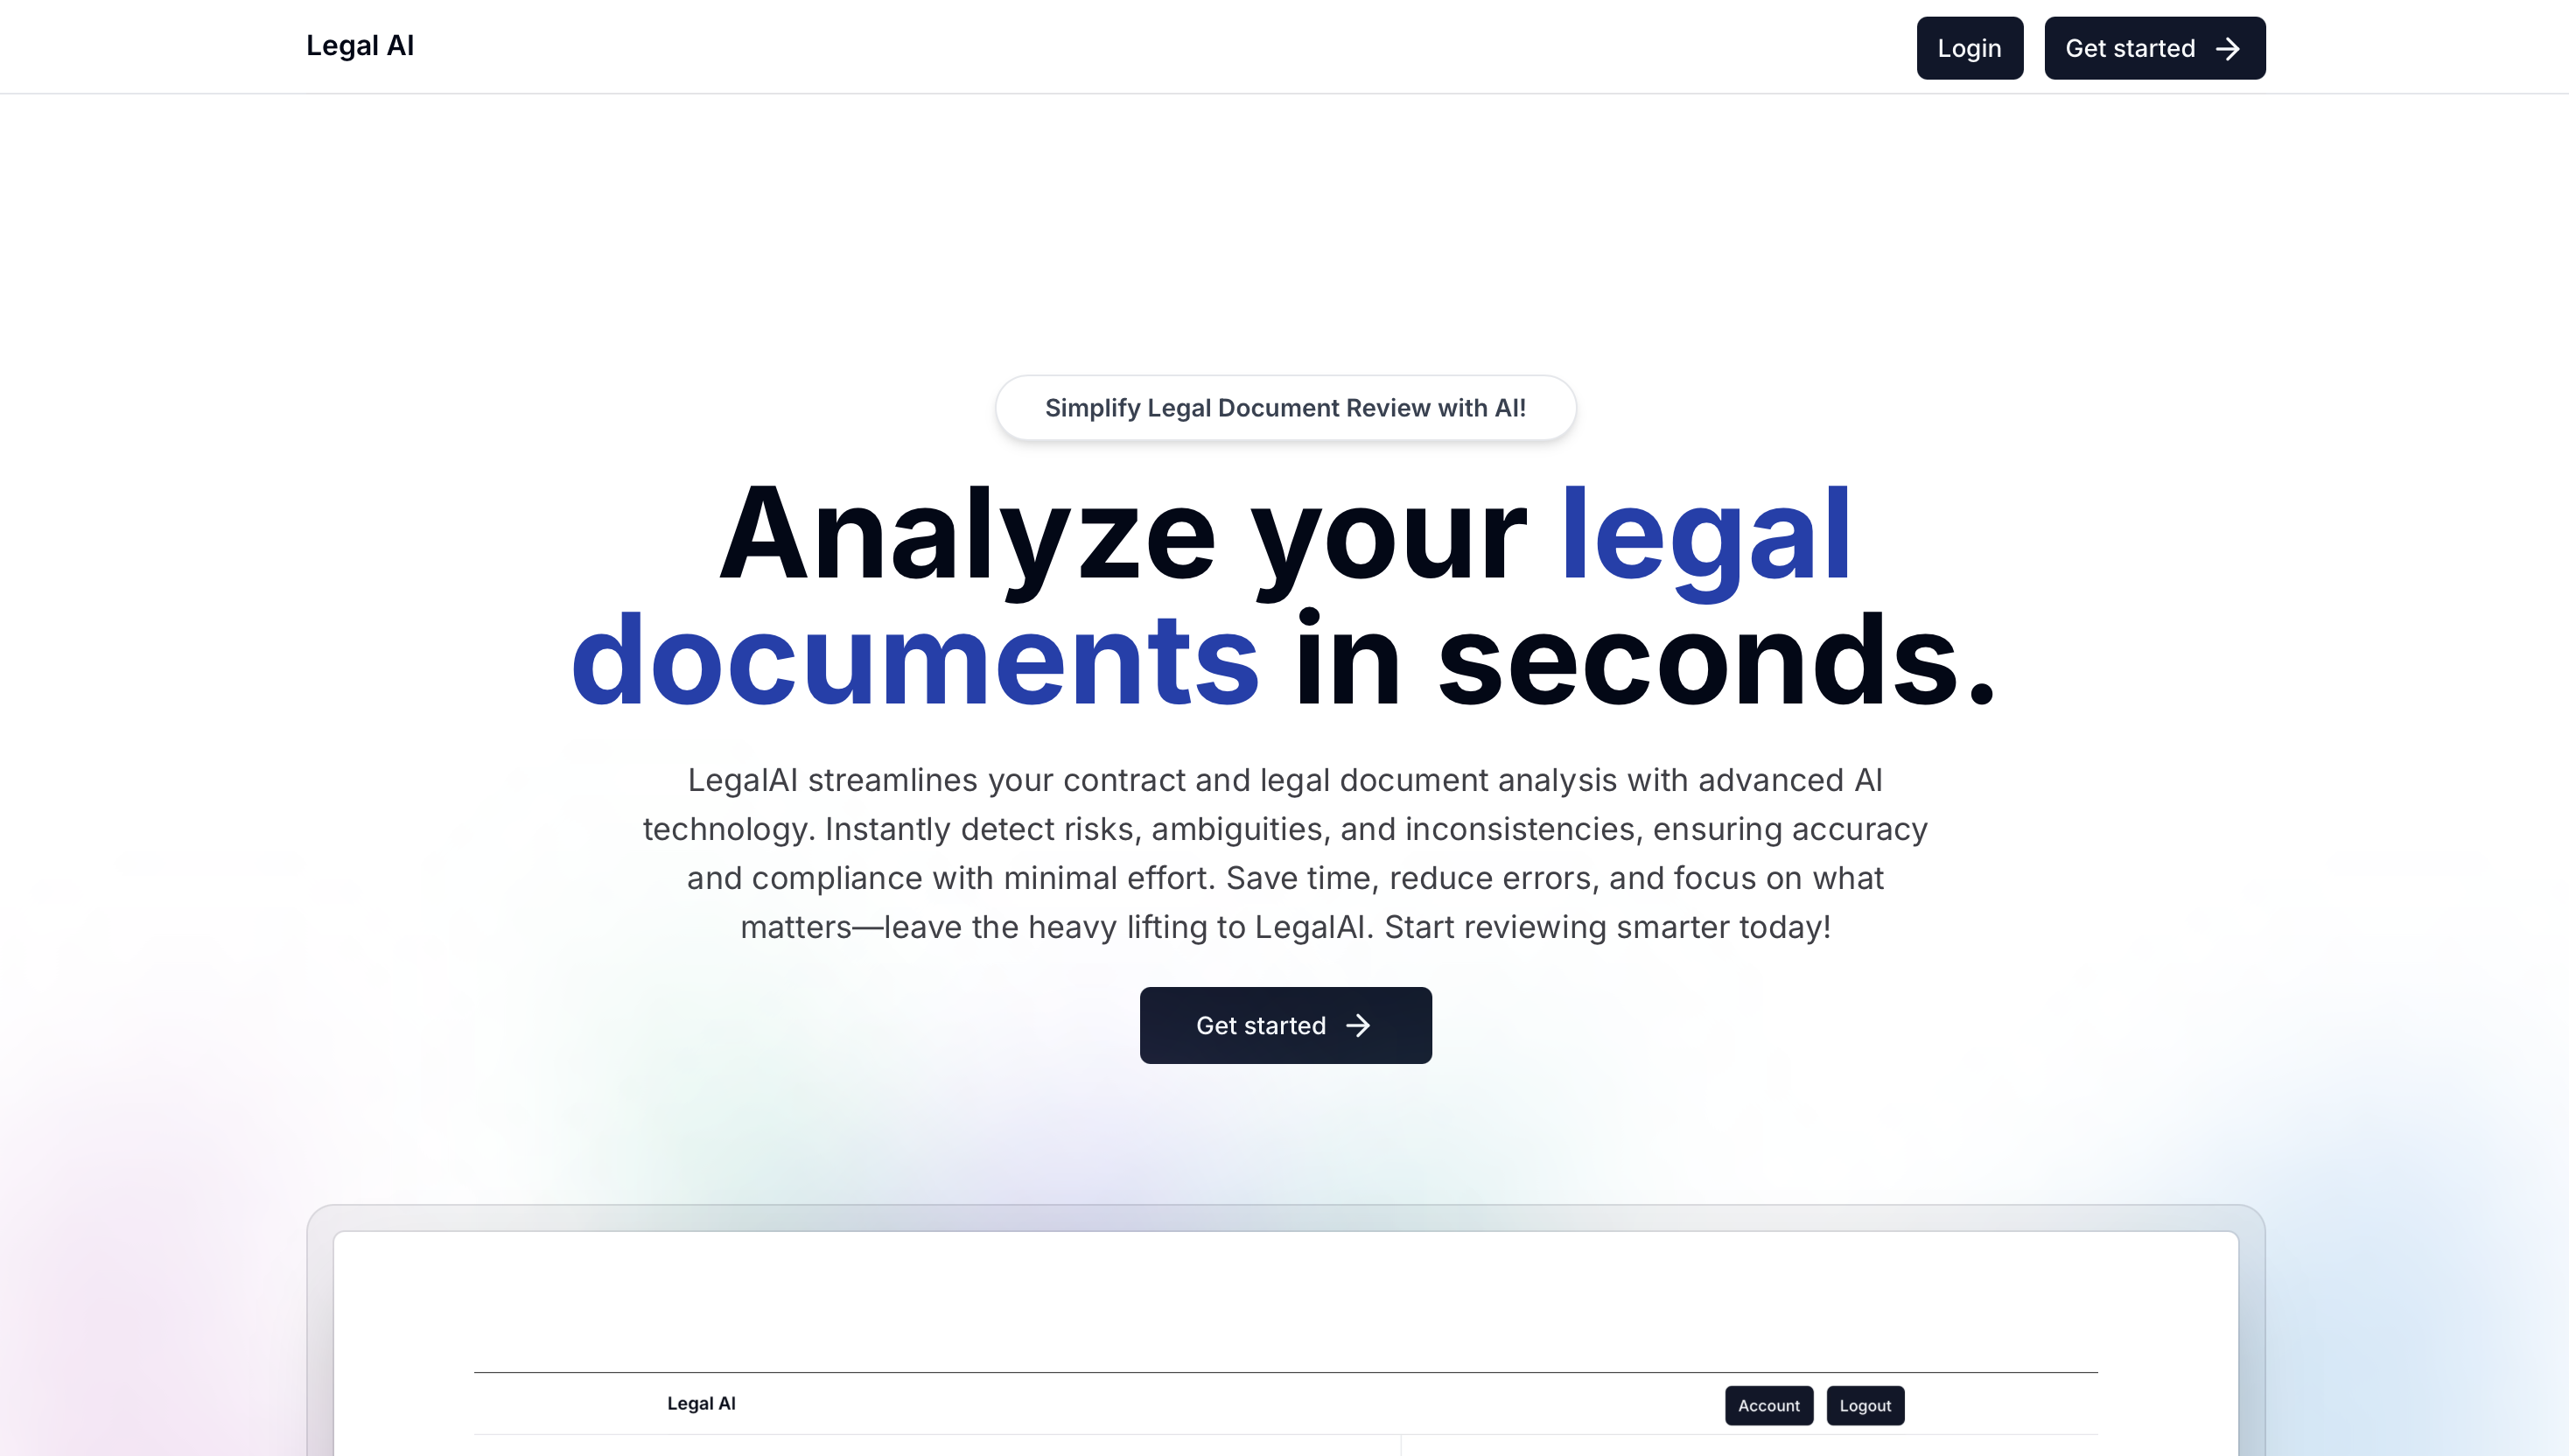 Legal AI
Login
Get started
Simplify Legal Document Review with AI!
Analyze your legal
documents in seconds.
LegalAI streamlines your contract and legal document analysis with advanced AI
technology. Instantly detect risks, ambiguities, and inconsistencies, ensuring accuracy
and compliance with minimal effort. Save time, reduce errors, and focus on what
matters—leave the heavy lifting to LegalAI. Start reviewing smarter today!
Get started
Legal AI
Account
Logout